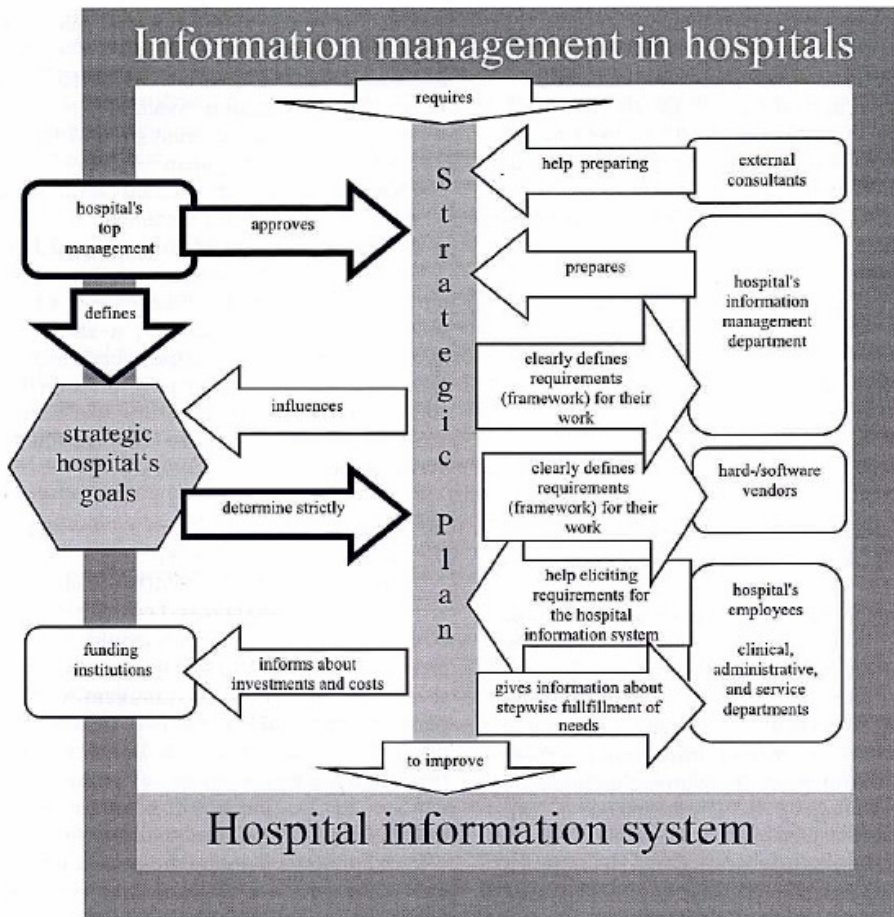 Information management in hospitals
requires
Strategic Plan
help preparing
external
consultants
hospital's
top
management
approves
prepares
hospital's
information
management
department
defines
clearly defines
requirements
(framework) for their
work
influences
strategic
hospital's
goals
clearly defines
requirements
(framework) for their
work
hard-/software
vendors
determine strictly
help eliciting
requirements for
the hospital
information system
hospital's
employees
clinical,
administrative,
and service
departments
funding
institutions
informs about
investments and costs
gives information about
stepwise fullfillment of
needs
to improve
Hospital information system